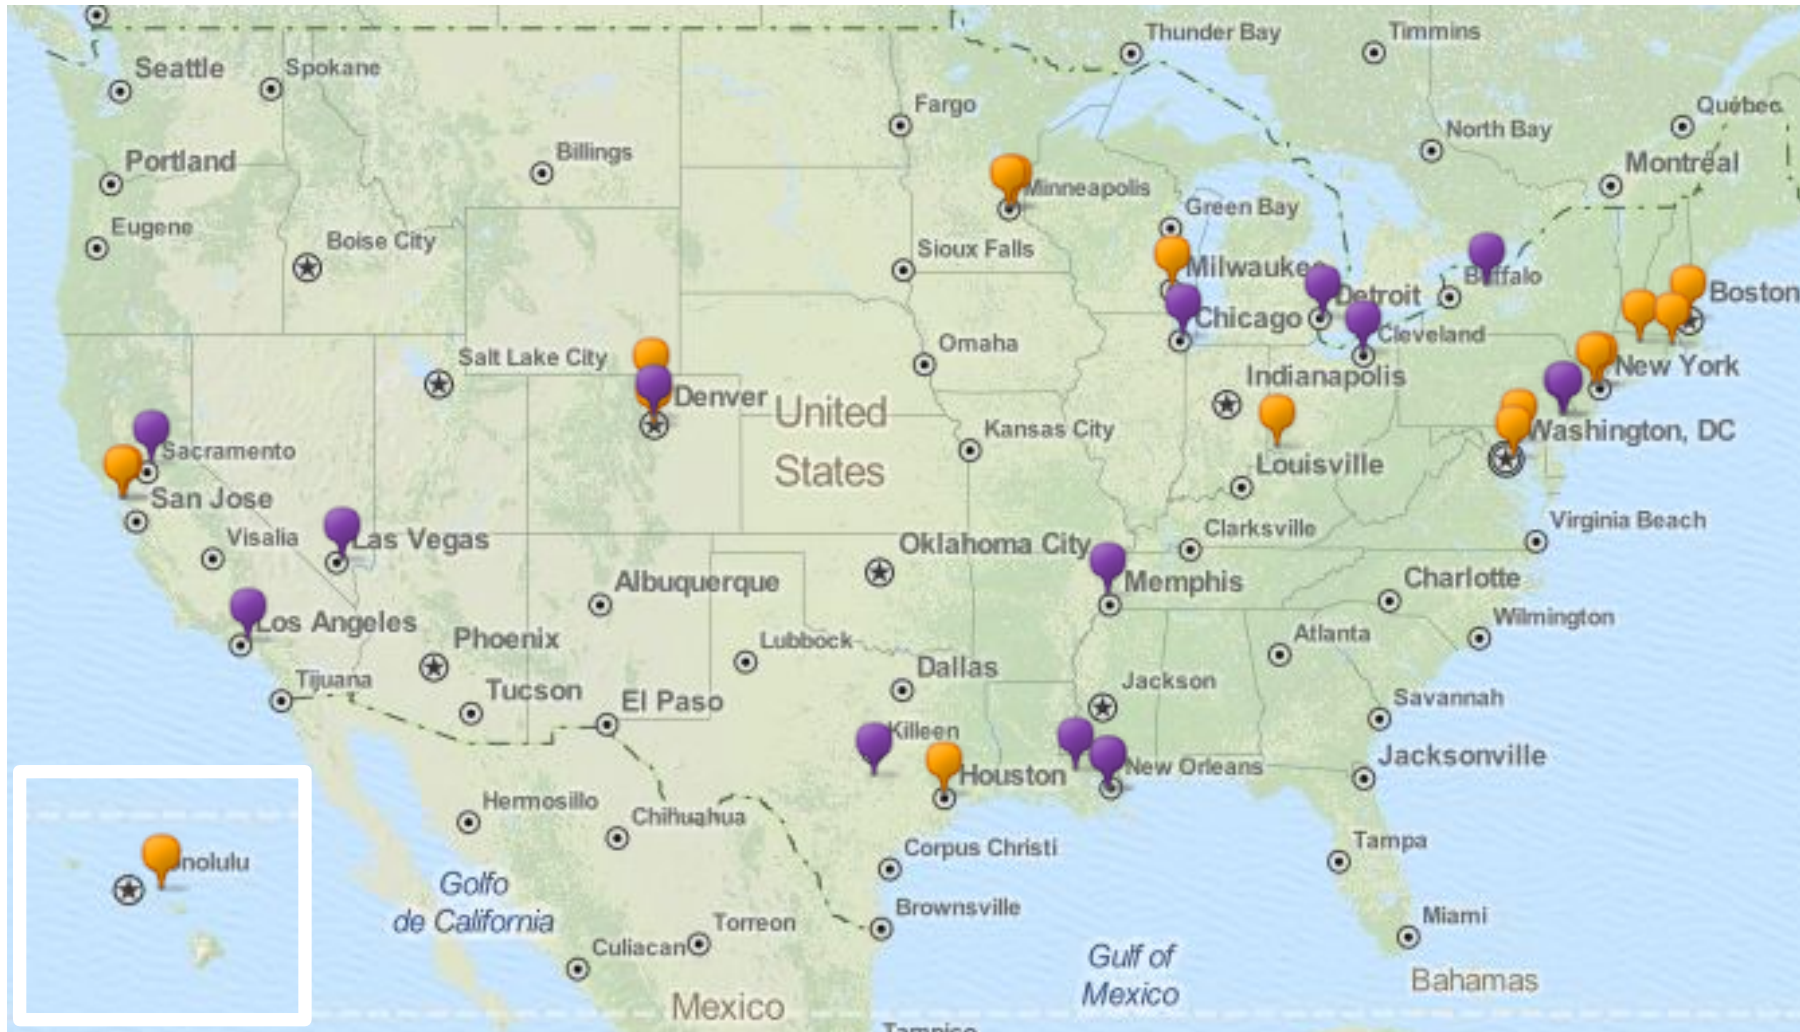 Thunder Bay
Timmins
Seattle
Spokane
Fargo
Québec
North Bay
Billings
Portland
Montréal
Minneapolis
Green Bay
Eugene
Boise City
Sioux Falls
Milwaukee
Buffalo
Detroit
Boston
Chicago
Cleveland
Omaha
Salt Lake City
New York
Indianapolis
Denver
United
States
Kansas City
Washington, DC
Sacramento
Louisville
San Jose
Virginia Beach
Clarksville
Visalia
Las Vegas
Oklahoma City
Albuquerque
Memphis
Charlotte
Wilmington
Los Angeles
Phoenix
Lubbock
Atlanta
Dallas
Tijuana
Jackson
Tucson
El Paso
Savannah
Killeen
Jacksonville
New Orleans
Houston
Hermosillo
Chihuahua
Tampa
Corpus Christi
nolulu
Golfo
de California
Brownsville
Miami
Torreon
Culiacan
Gulf of
Mexico
Bahamas
Mexico
Tampico